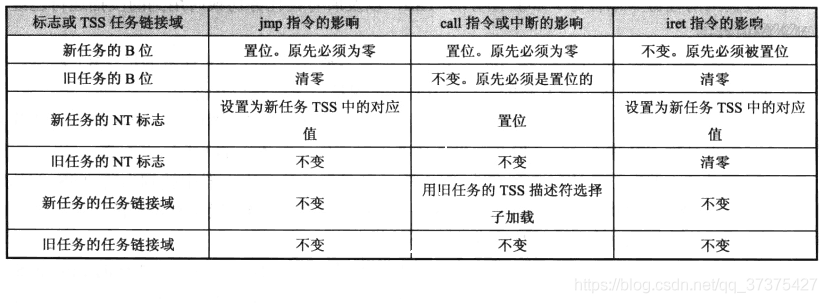 标志或 TSS 任务链接域 jmp 指令的影响 call 指令或中断的影响 iret 指令的影响
新任务的 B 位 置位。原先必须为零 置位。原先必须为零 不变。原先必须被置位
旧任务的 B 位 清零 不变。原先必须是置位的 清零
新任务的 NT 标志 设置为新任务 TSS 中的对应
值 置位 设置为新任务 TSS 中的对应
值
旧任务的 NT 标志 不变 不变 清零
新任务的任务链接域 不变 用旧任务的 TSS 描述符选择
子加载 不变
旧任务的任务链接域 不变 不变 不变
https://blog.csdn.net/qq_37375427